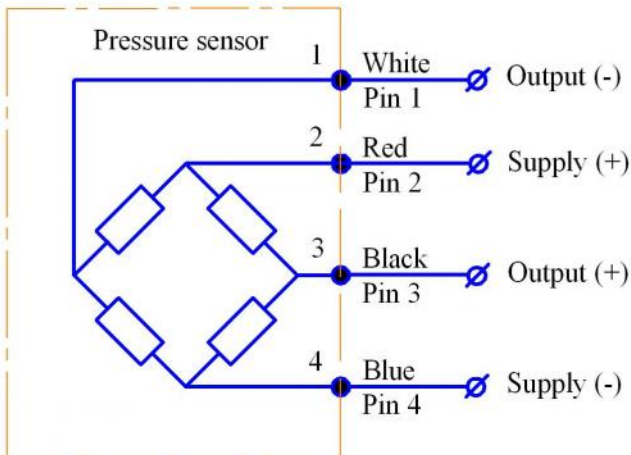 Pressure sensor
1 White Output (-)
Pin 1
2 Red Supply (+)
Pin 2
3 Black Output (+)
Pin 3
4 Blue Supply (-)
Pin 4